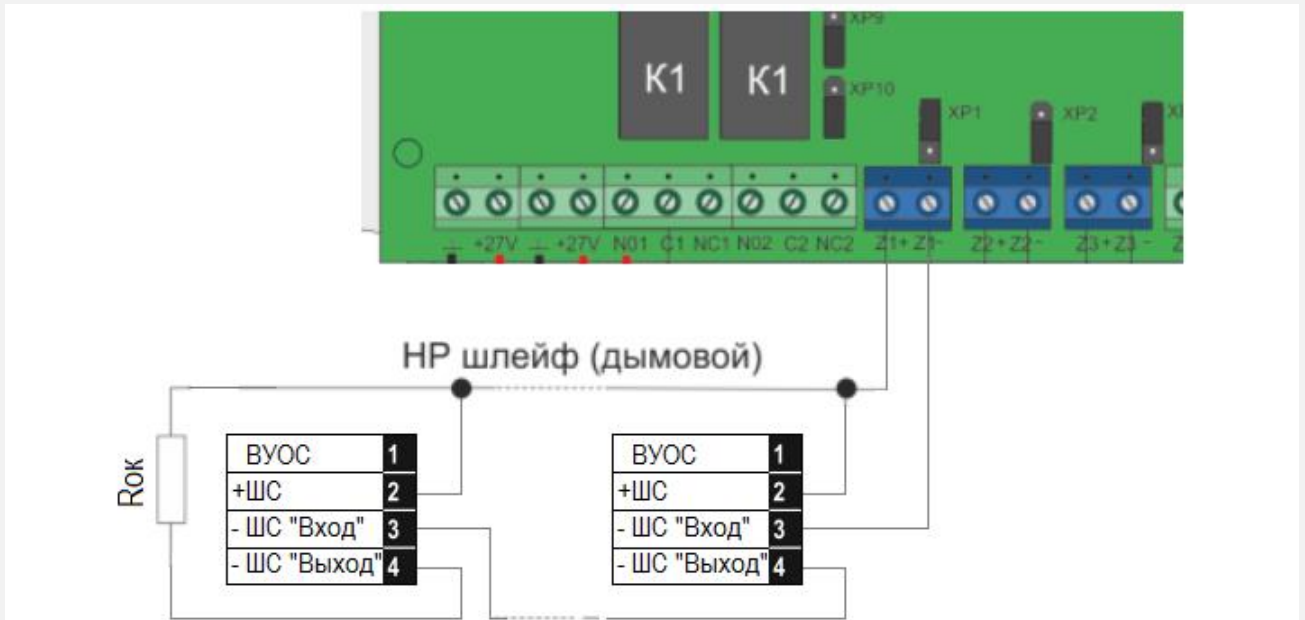 XP9
K1 K1
XP10
XP1 XP2
⊥ +27V ⊥ +27V N01 C1 NC1 N02 C2 NC2 Z1+ Z1- Z2+ Z2- Z3+ Z3 -
НР шлейф (дымовой)
Rок
ВУОС 1
+ШС 2
- ШС "Вход" 3
- ШС "Выход" 4
ВУОС 1
+ШС 2
- ШС "Вход" 3
- ШС "Выход" 4